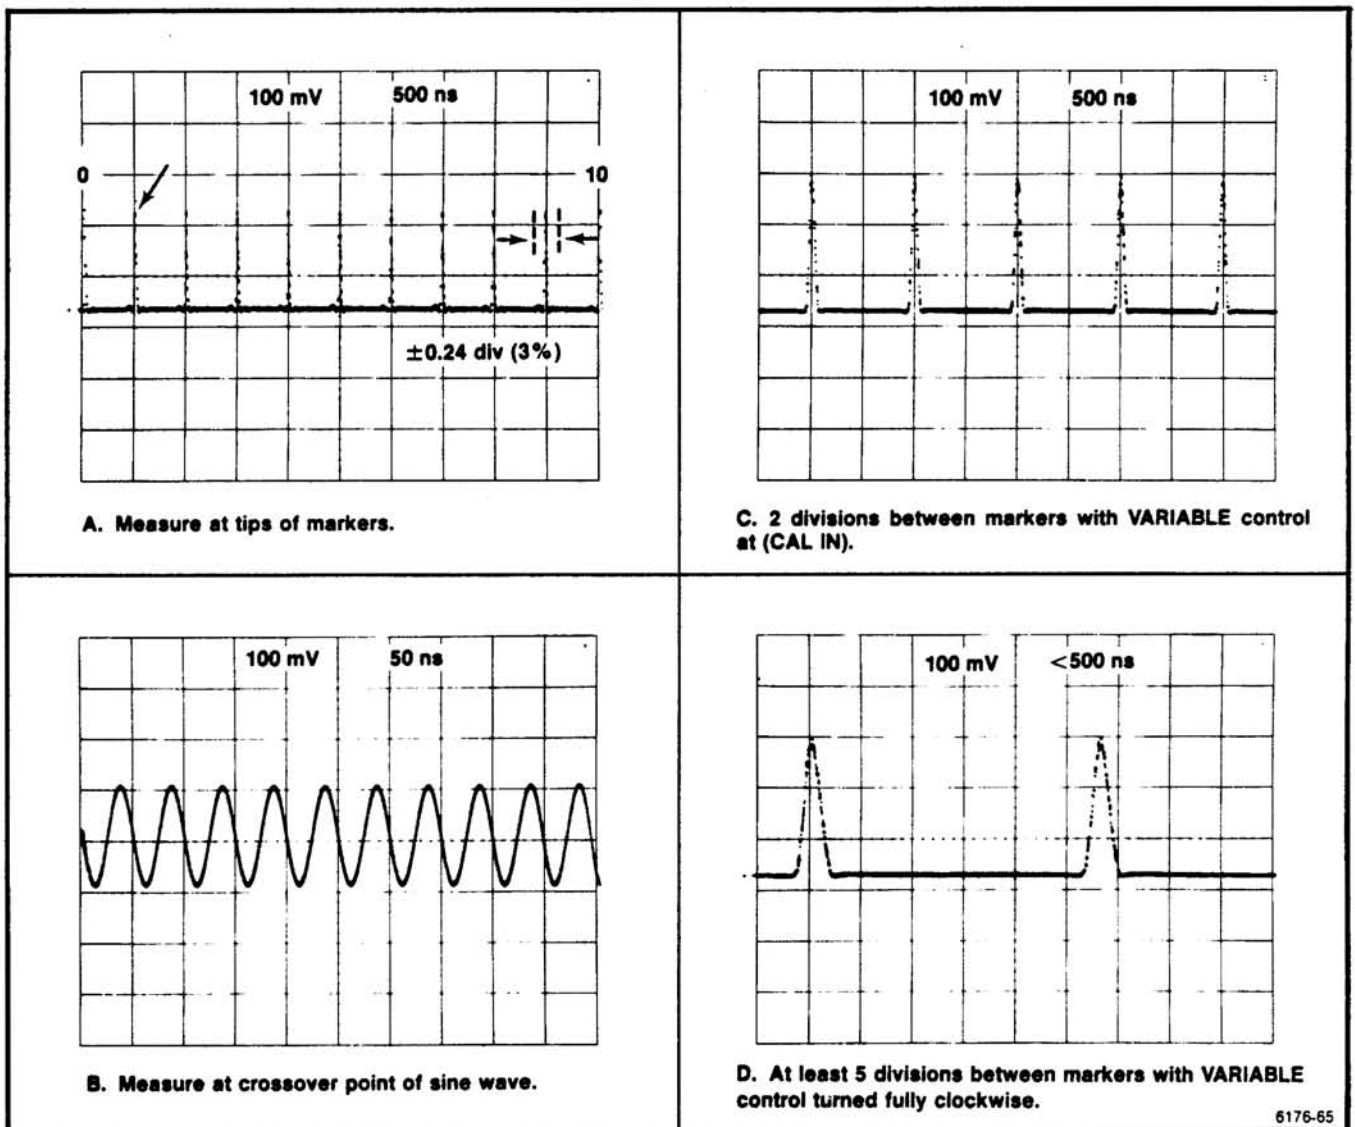 100 mV 500 ns
0 10
±0.24 div (3%)
A. Measure at tips of markers.
100 mV 500 ns
C. 2 divisions between markers with VARIABLE control
at (CAL IN).
100 mV 50 ns
B. Measure at crossover point of sine wave.
100 mV <500 ns
D. At least 5 divisions between markers with VARIABLE
control turned fully clockwise.
6176-65